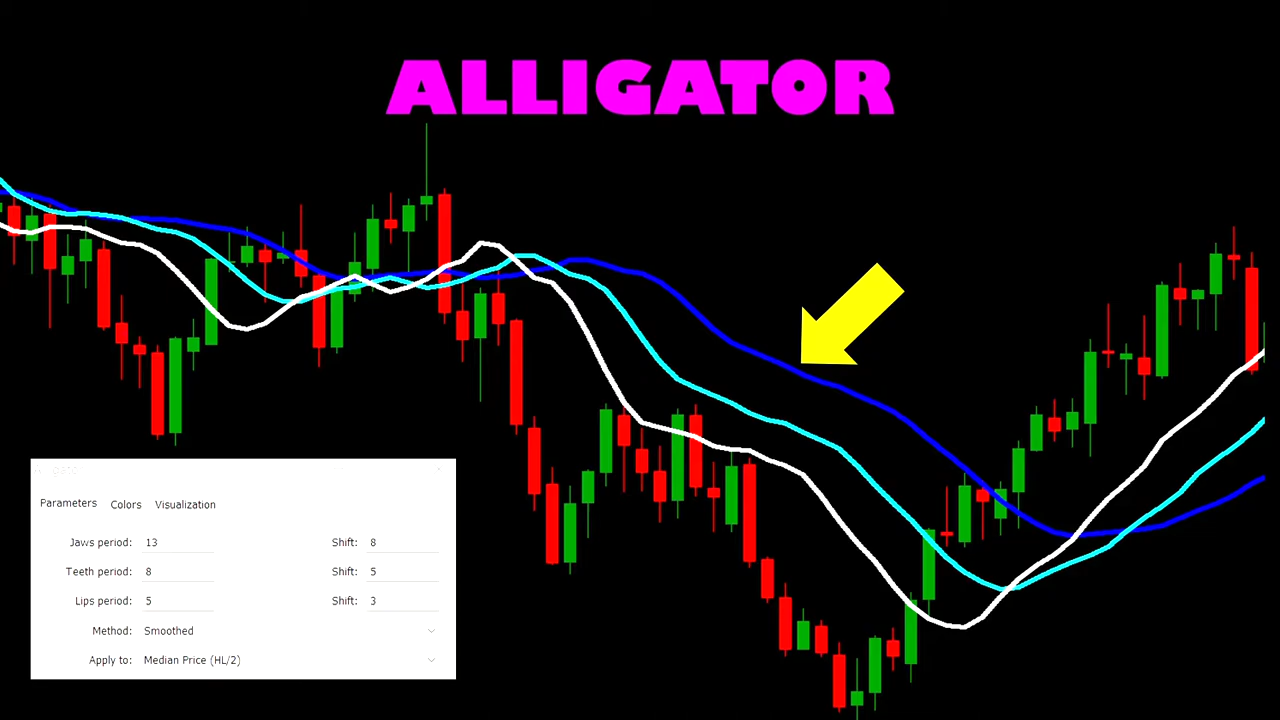 ALLIGATOR
Parameters Colors Visualization
Jaws period: 13 Shift: 8
Teeth period: 8 Shift: 5
Lips period: 5 Shift: 3
Method: Smoothed
Apply to: Median Price (HL/2)